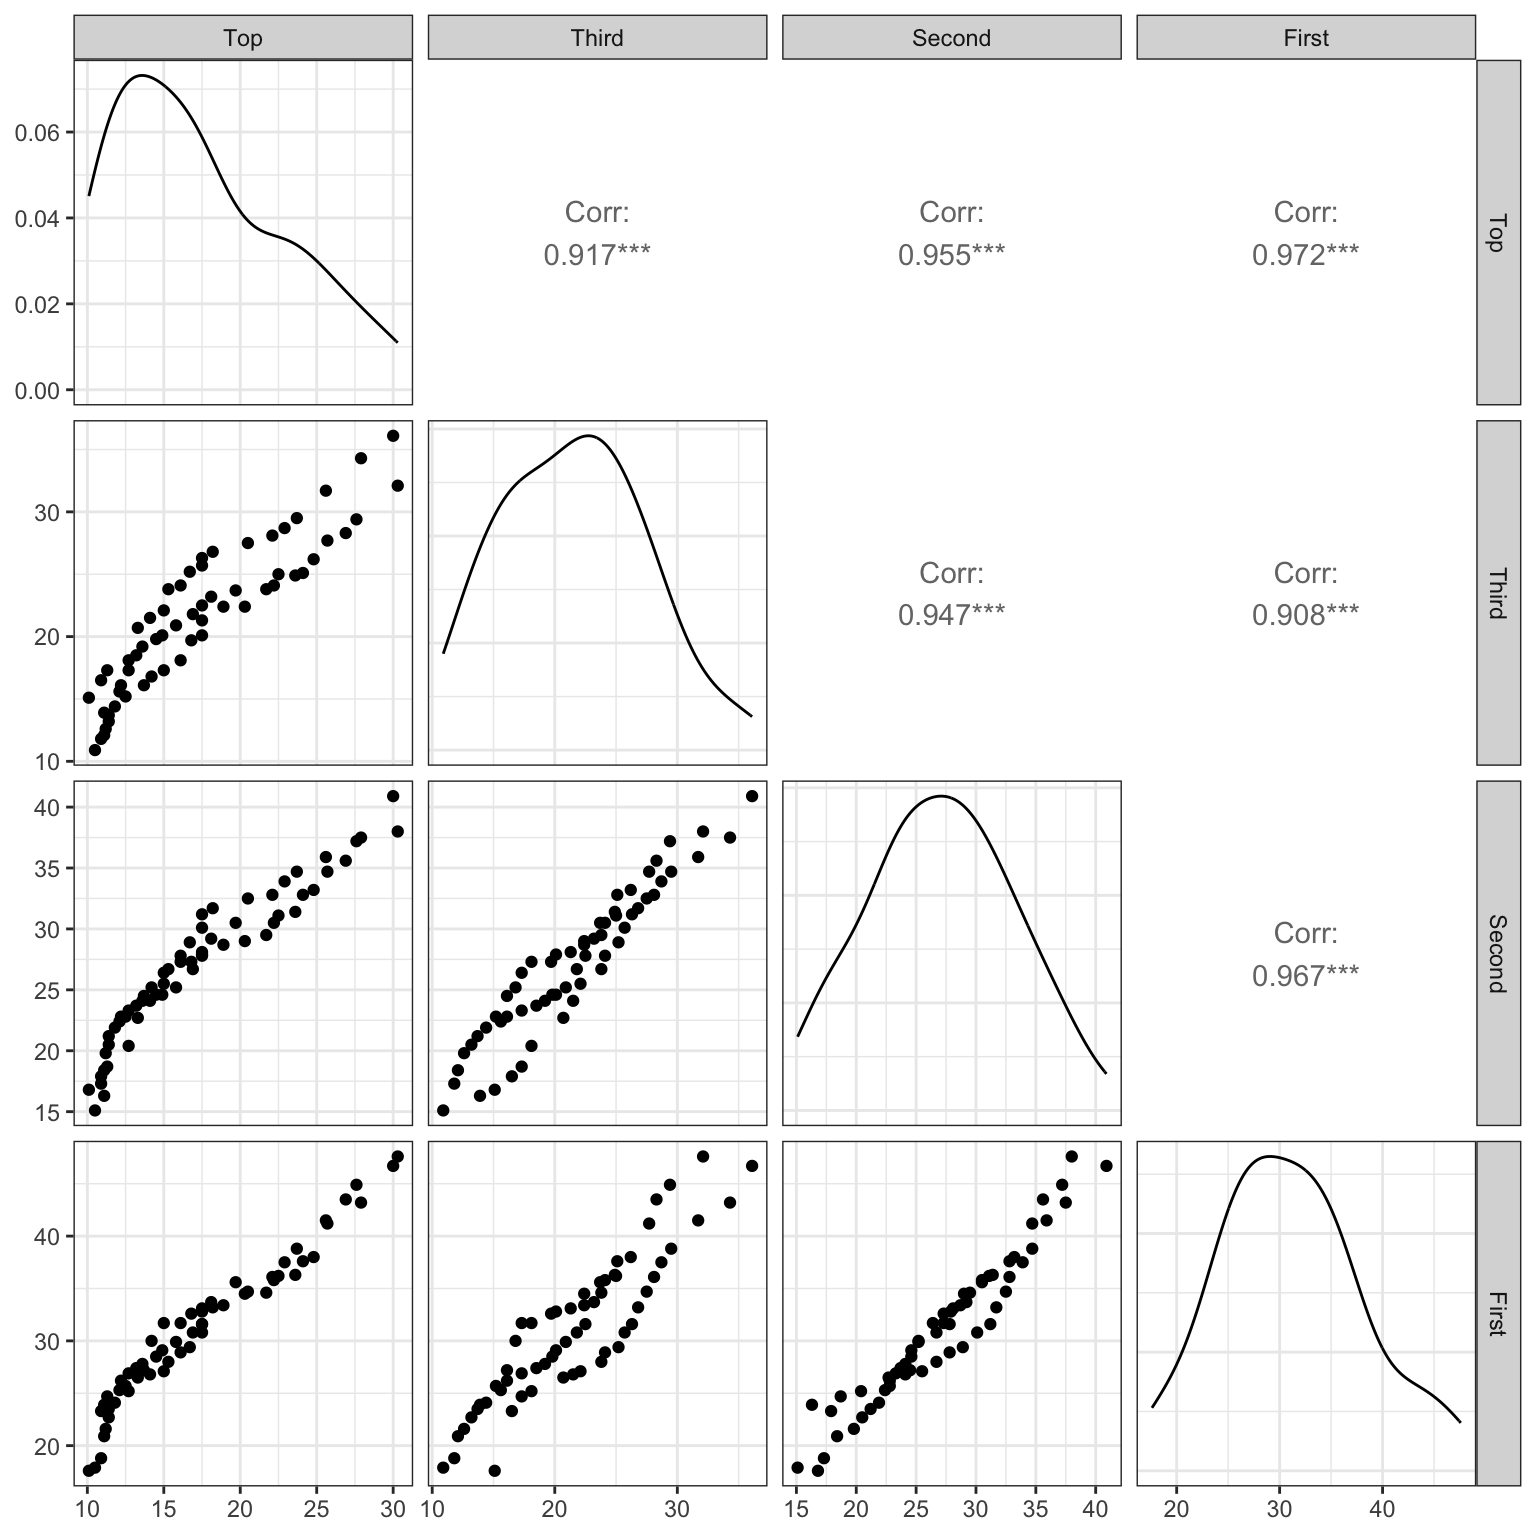 Top Third Second First
0.06
0.04
0.02
0.00
Corr:
0.917***
Corr:
0.955***
Corr:
0.972***
Top
30
20
10
Corr:
0.947***
Corr:
0.908***
Third
40
35
30
25
20
15
Corr:
0.967***
Second
40
30
20
First
10 15 20 25 30 10 20 30 15 20 25 30 35 40 20 30 40